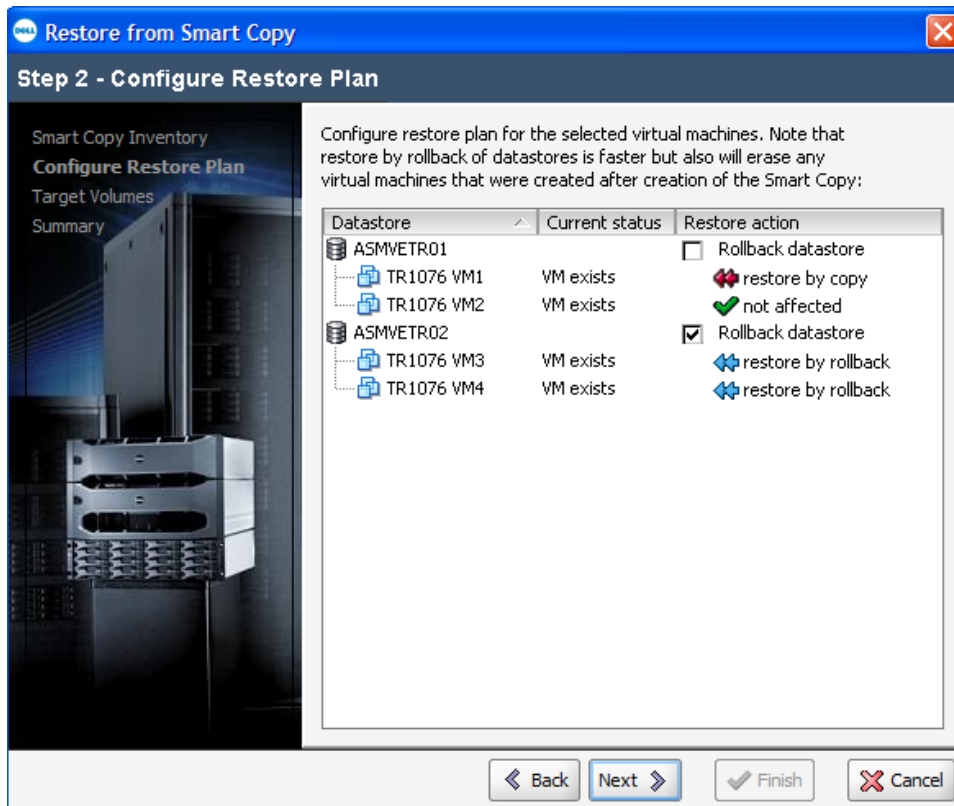 DELL Restore from Smart Copy
Step 2 - Configure Restore Plan
Smart Copy Inventory
Configure Restore Plan
Target Volumes
Summary
Configure restore plan for the selected virtual machines. Note that
restore by rollback of datastores is faster but also will erase any
virtual machines that were created after creation of the Smart Copy:
Datastore Current status Restore action
ASMVETR01 Rollback datastore
TR1076 VM1 VM exists restore by copy
TR1076 VM2 VM exists not affected
ASMVETR02 Rollback datastore
TR1076 VM3 VM exists restore by rollback
TR1076 VM4 VM exists restore by rollback
Back Next Finish Cancel